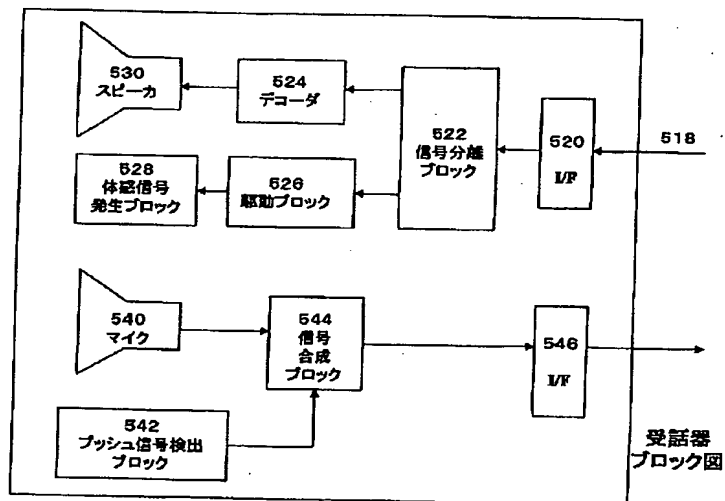 530
スピーカ
524
デコーダ
522
信号分離
ブロック
520
I/F
518
528
体感信号
発生ブロック
526
駆動ブロック
540
マイク
544
信号
合成
ブロック
546
I/F
542
プッシュ信号検出
ブロック
受話器
ブロック図